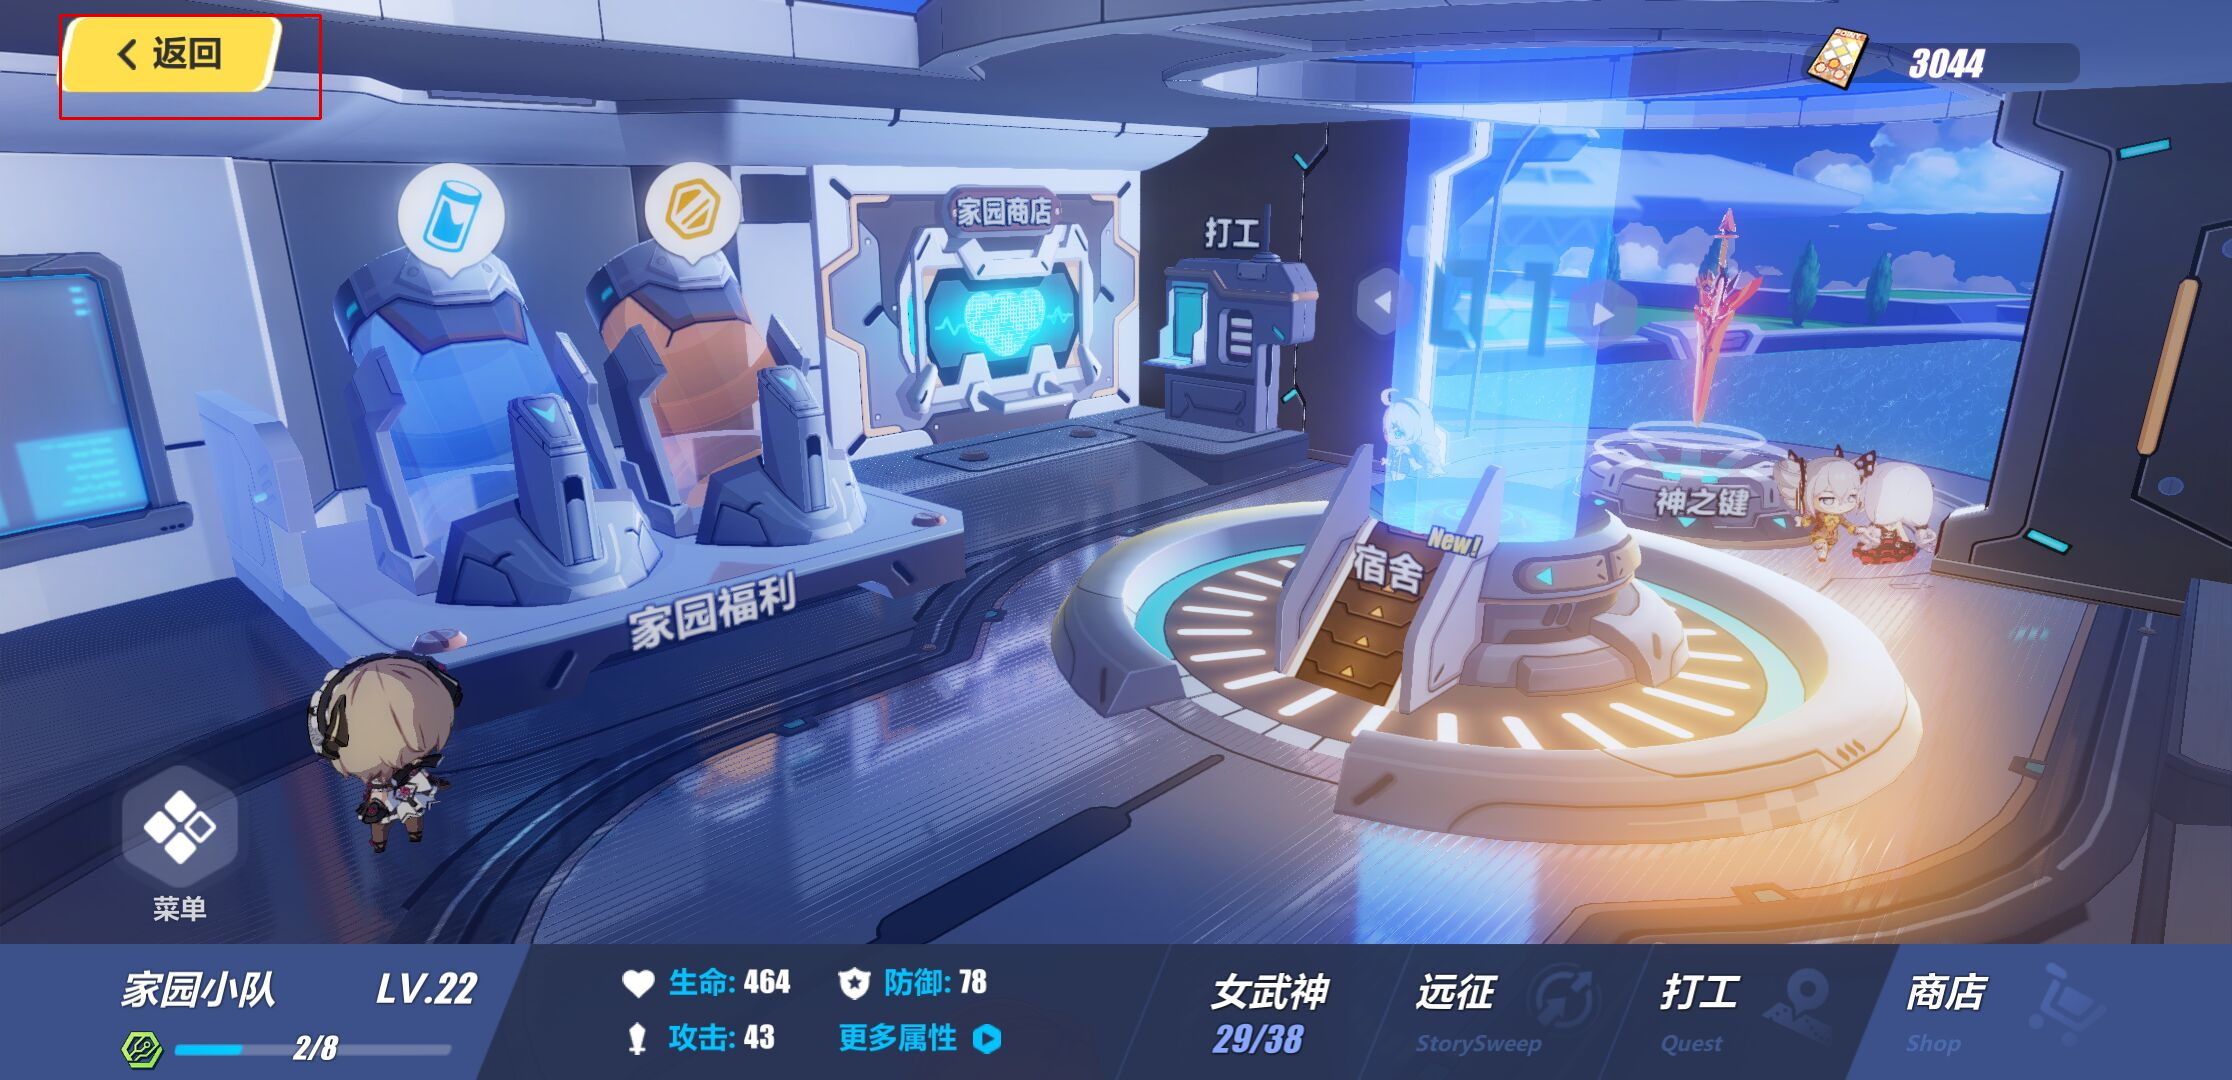 返回
3044
家园商店
打工
神之键
New!
宿舍
家园福利
菜单
家园小队 LV.22
2/8
生命: 464
防御: 78
攻击: 43
更多属性
女武神
29/38
远征
StorySweep
打工
Quest
商店
Shop